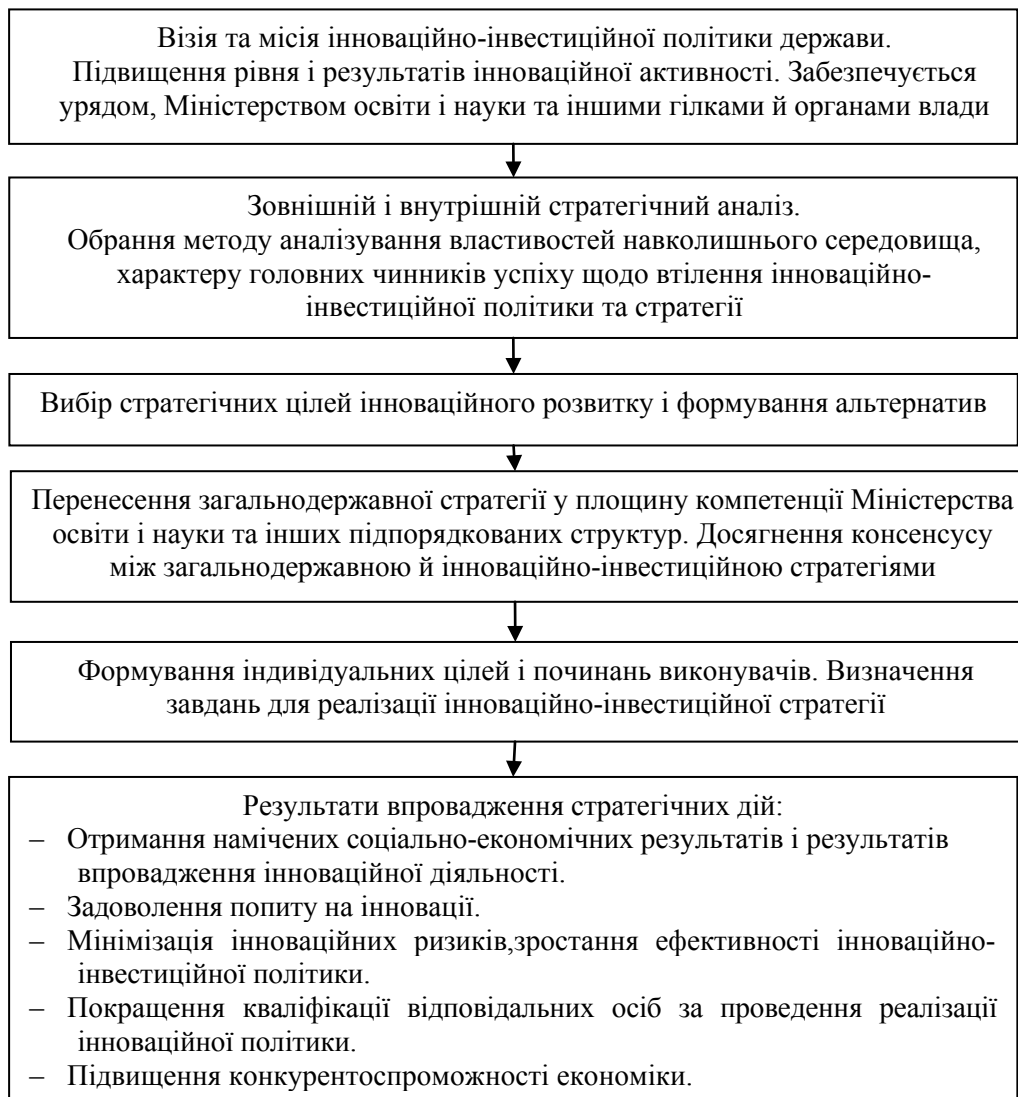 Візія та місія інноваційно-інвестиційної політики держави.
Підвищення рівня і результатів інноваційної активності. Забезпечується
урядом, Міністерством освіти і науки та іншими гілками й органами влади
Зовнішній і внутрішній стратегічний аналіз.
Обрання методу аналізування властивостей навколишнього середовища,
характеру головних чинників успіху щодо втілення інноваційно-
інвестиційної політики та стратегії
Вибір стратегічних цілей інноваційного розвитку і формування альтернатив
Перенесення загальнодержавної стратегії у площину компетенції Міністерства
освіти і науки та інших підпорядкованих структур. Досягнення консенсусу
між загальнодержавною й інноваційно-інвестиційною стратегіями
Формування індивідуальних цілей і починань виконувачів. Визначення
завдань для реалізації інноваційно-інвестиційної стратегії
Результати впровадження стратегічних дій:
– Отримання намічених соціально-економічних результатів і результатів
впровадження інноваційної діяльності.
– Задоволення попиту на інновації.
– Мінімізація інноваційних ризиків,зростання ефективності інноваційно-
інвестиційної політики.
– Покращення кваліфікації відповідальних осіб за проведення реалізації
інноваційної політики.
– Підвищення конкурентоспроможності економіки.